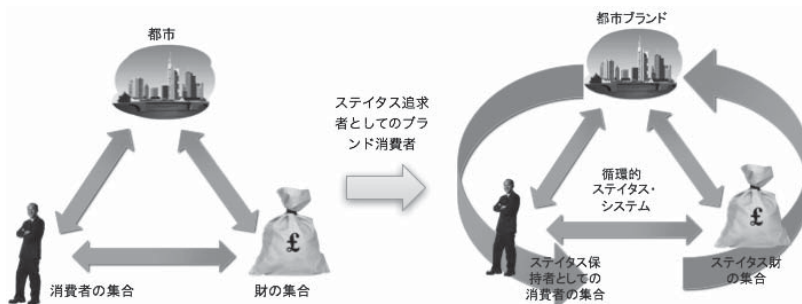 都市
£
消費者の集合
財の集合
ステイタス追求
者としてのブラ
ンド消費者
都市ブランド
循環的
ステイタス・
システム
£
ステイタス保
持者としての
消費者の集合
ステイタス財
の集合